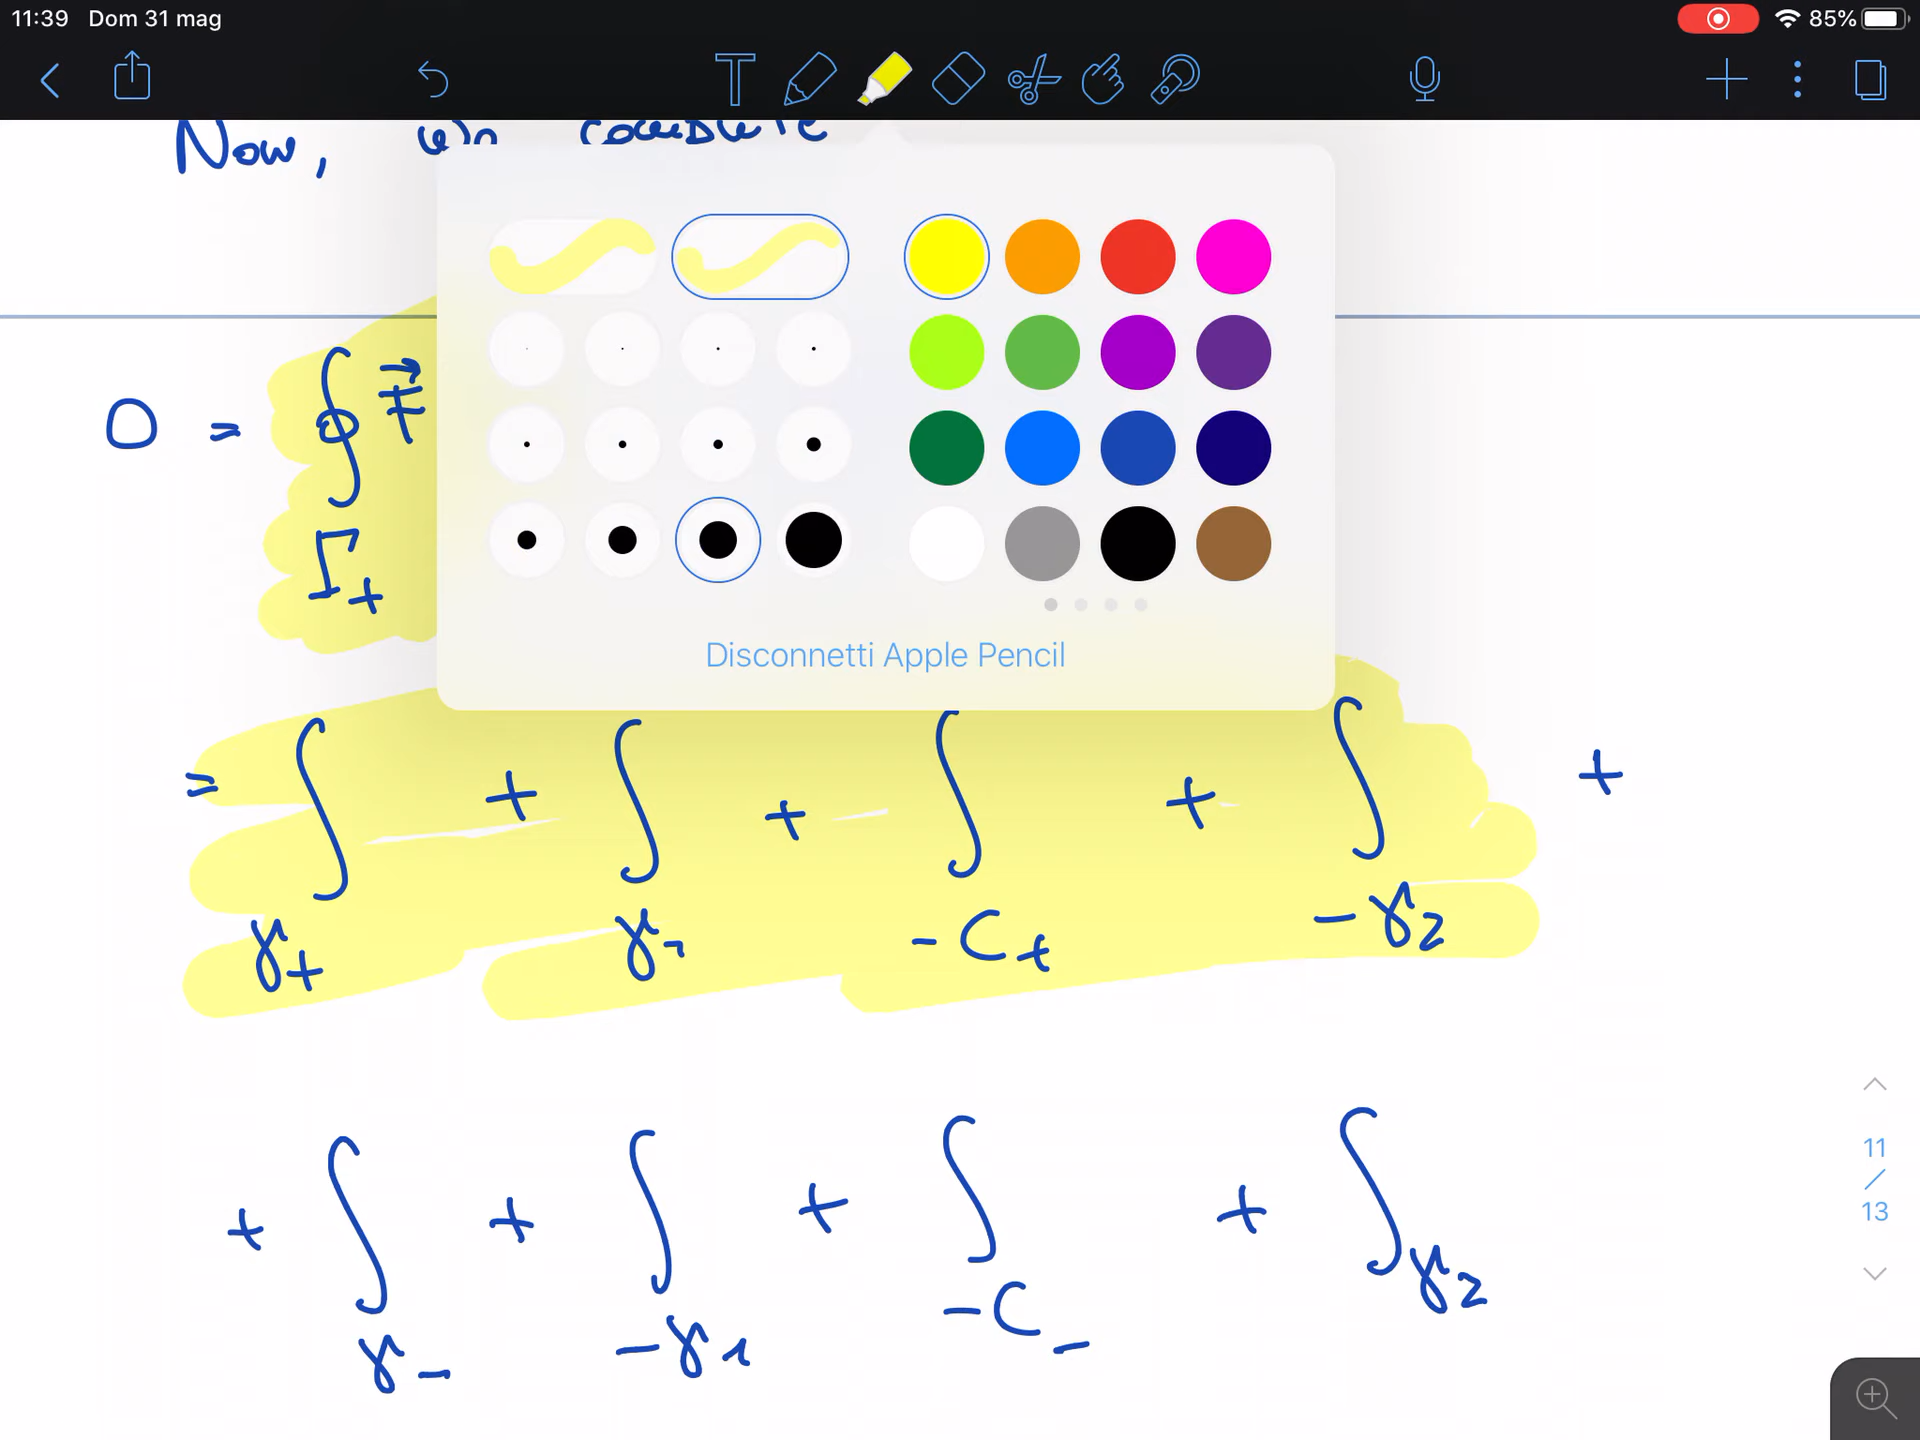 11:39 Dom 31 mag 85%
Now,
0 = ∮ F⃗
Γ+
= ∫ + ∫ + ∫ + ∫ +
γ+ γ1 -C+ -γ2
+ ∫ + ∫ + ∫ + ∫
γ- -γ1 -C- γ2
Disconnetti Apple Pencil
11
/
13